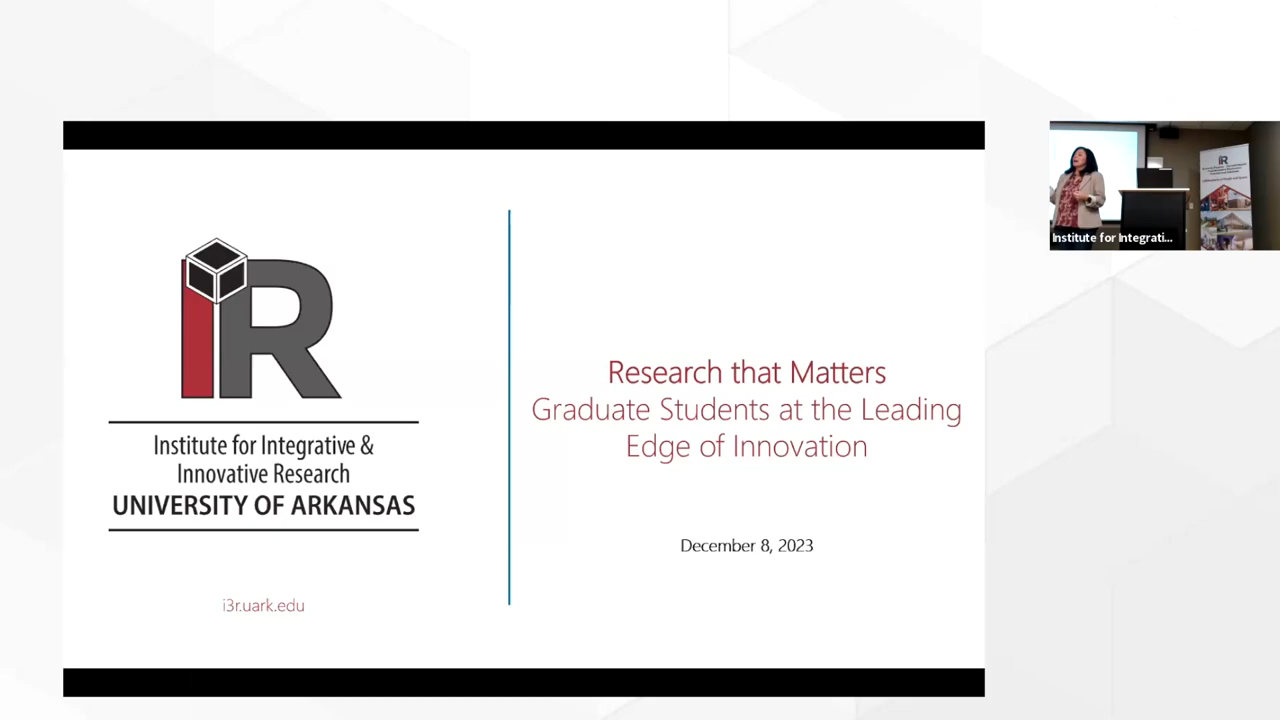 iR
Institute for Integrative &
Innovative Research
UNIVERSITY OF ARKANSAS
i3r.uark.edu
Research that Matters
Graduate Students at the Leading
Edge of Innovation
December 8, 2023
iR
Institute for Integrati...